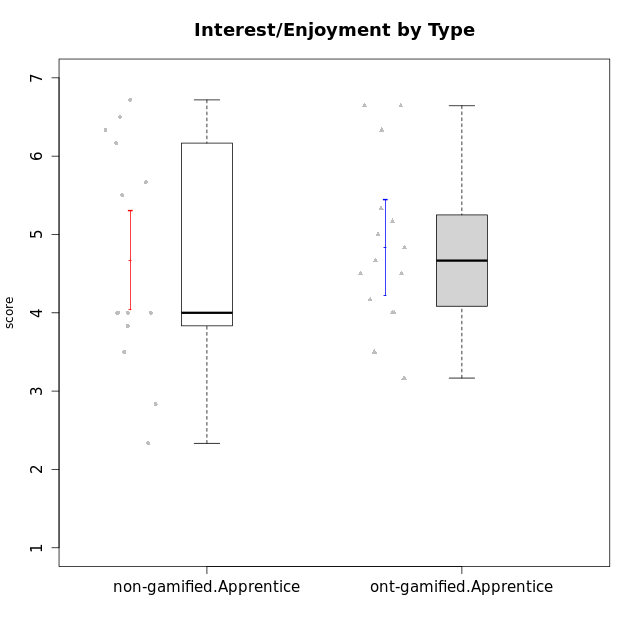 Interest/Enjoyment by Type
score
7
6
5
4
3
2
1
non-gamified.Apprentice
ont-gamified.Apprentice